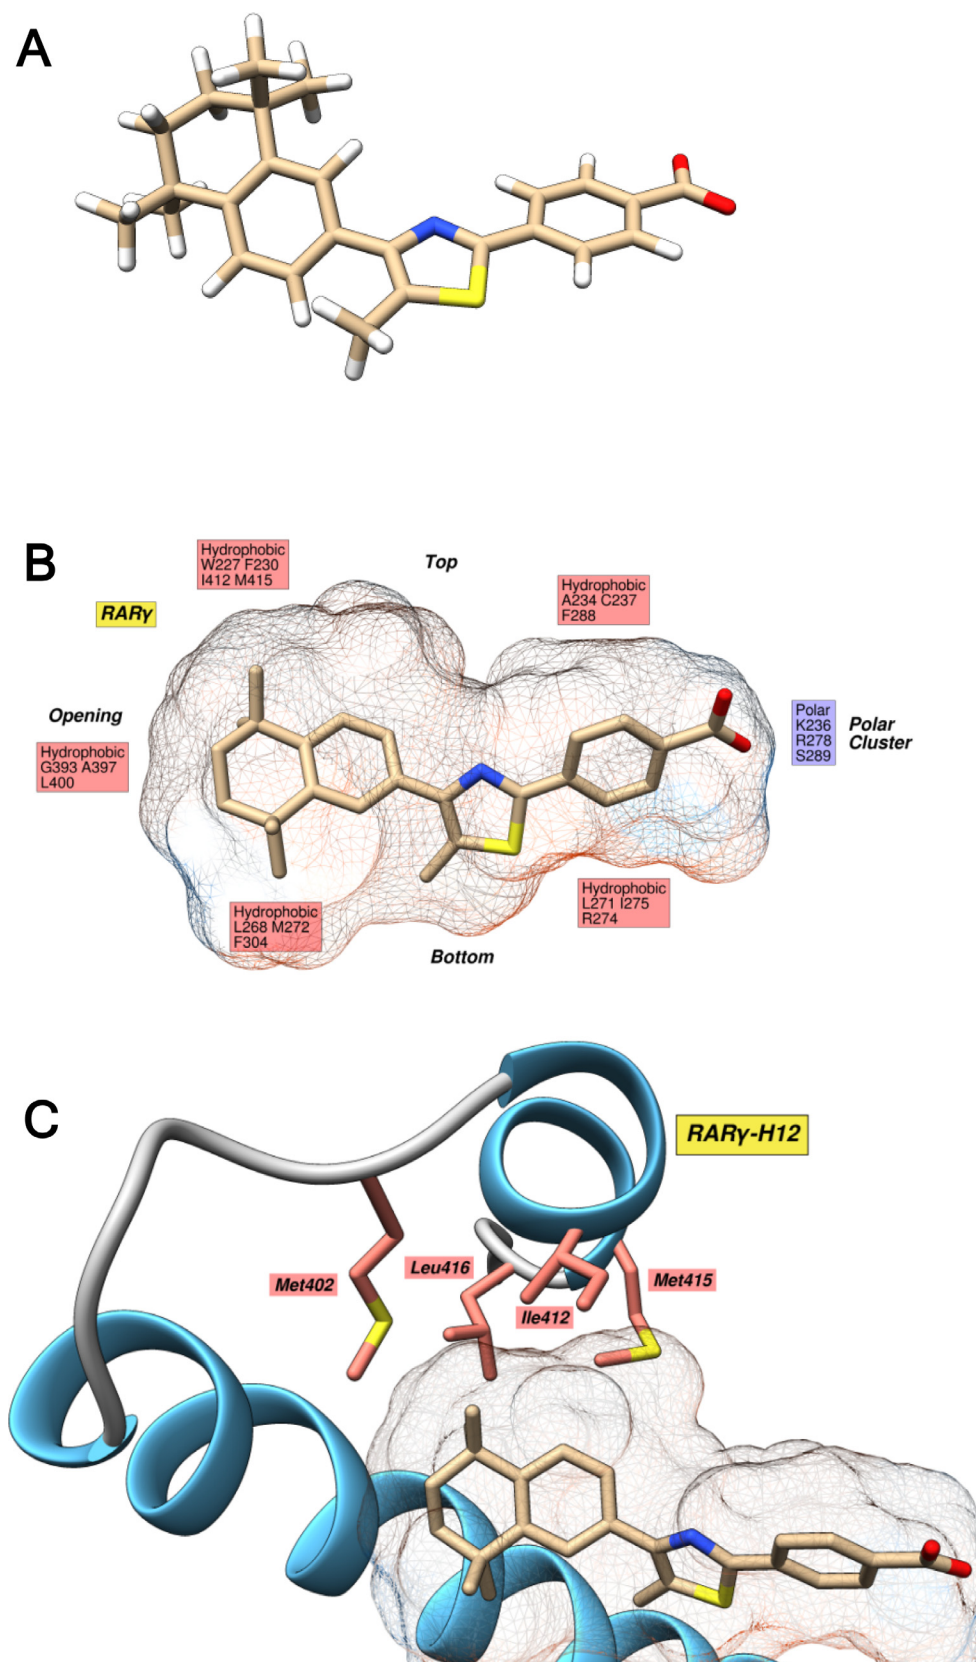 A
B
Hydrophobic
W227 F230
I412 M415
Top
Hydrophobic
A234 C237
F288
RARγ
Opening
Hydrophobic
G393 A397
L400
Polar
K236
R278
S289
Polar
Cluster
Hydrophobic
L271 I275
R274
Hydrophobic
L268 M272
F304
Bottom
C
RARγ-H12
Met402
Leu416
Ile412
Met415